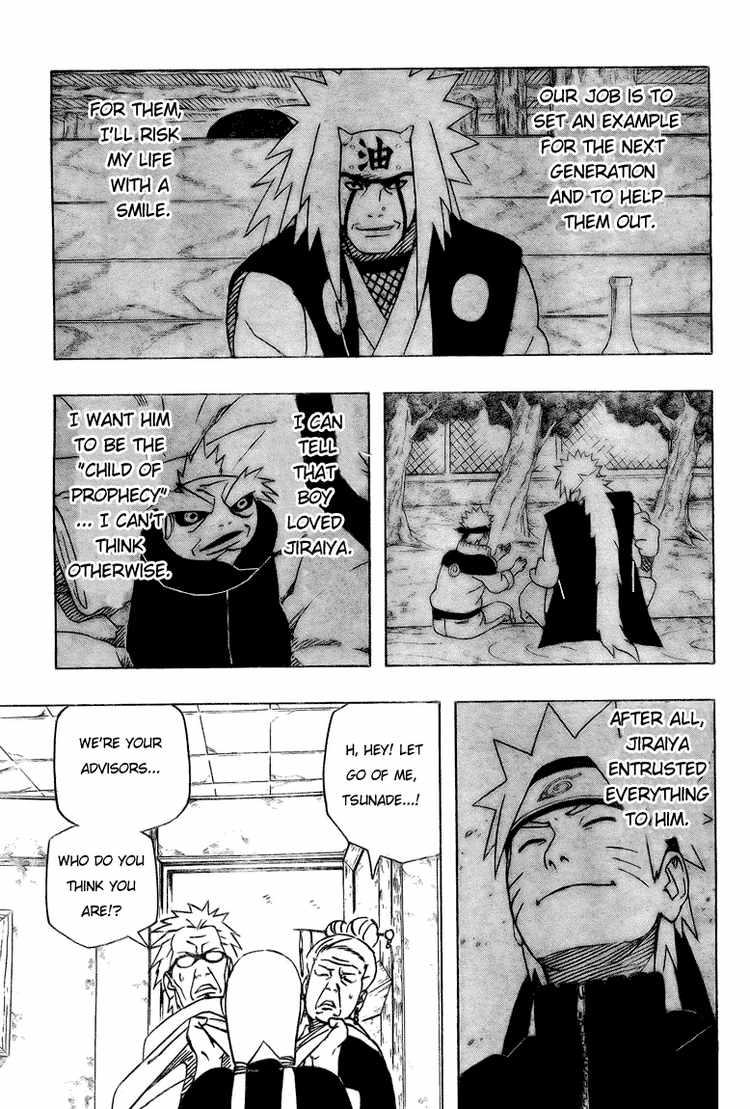 OUR JOB IS TO
SET AN EXAMPLE
FOR THE NEXT
GENERATION
AND TO HELP
THEM OUT.
FOR THEM,
I'LL RISK
MY LIFE
WITH A
SMILE.
油
I CAN
TELL
THAT
BOY
LOVED
JIRAIYA.
I WANT HIM
TO BE THE
"CHILD OF
PROPHECY"
... I CAN'T
THINK
OTHERWISE.
AFTER ALL,
JIRAIYA
ENTRUSTED
EVERYTHING
TO HIM.
H, HEY! LET
GO OF ME,
TSUNADE...!
WE'RE YOUR
ADVISORS...
WHO DO YOU
THINK YOU
ARE!?